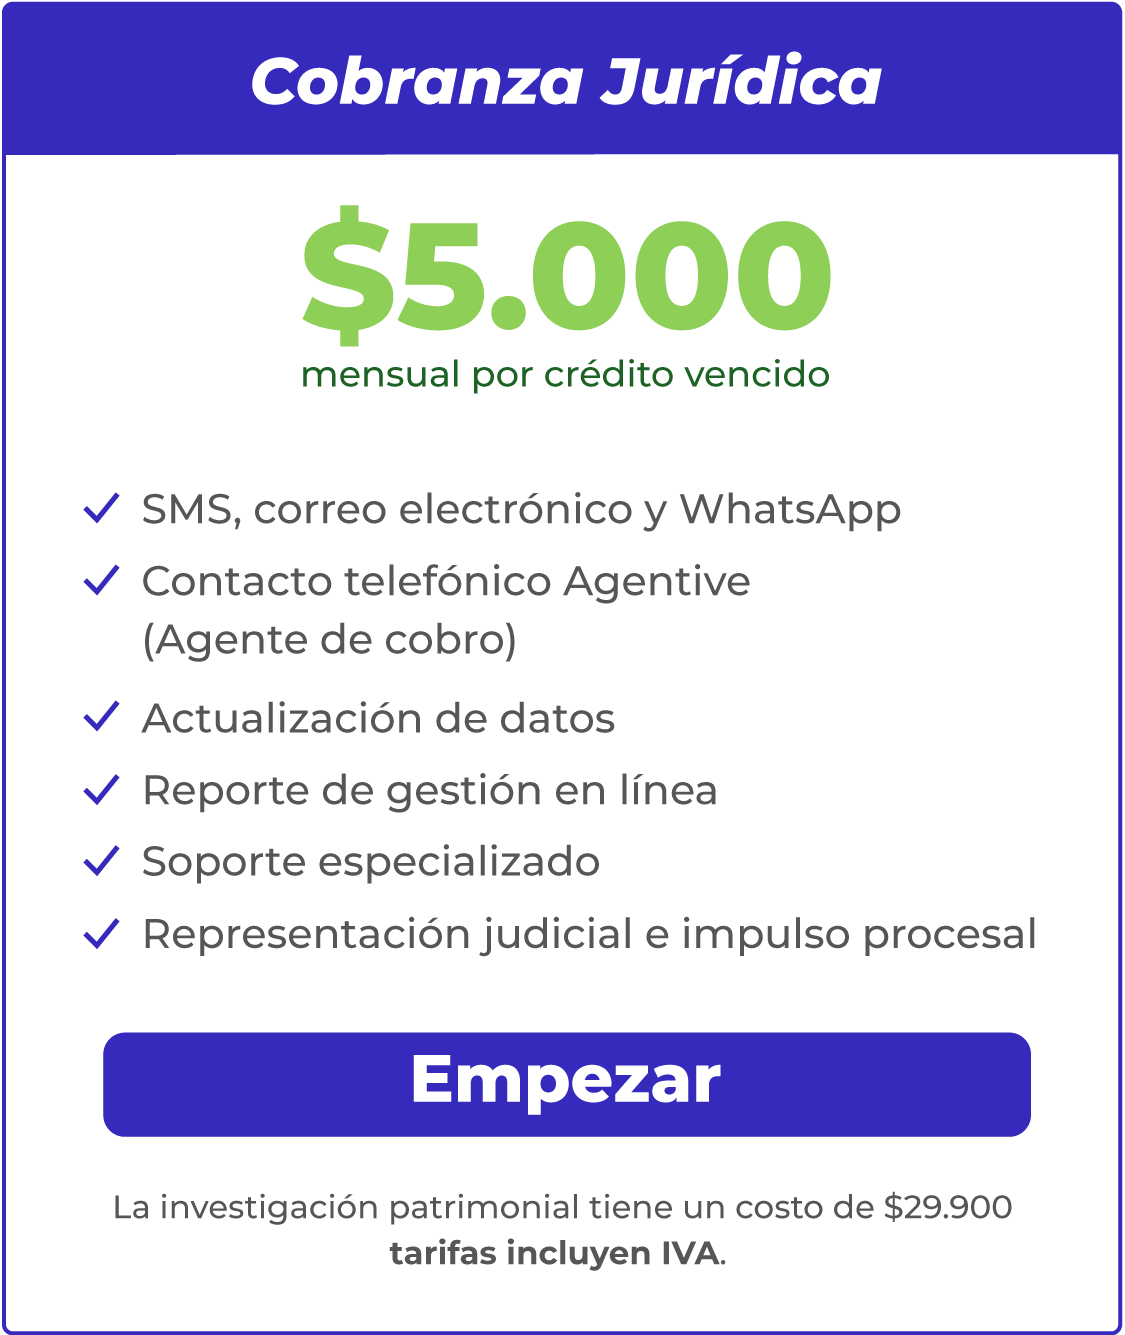 Cobranza Jurídica
$5.000
mensual por crédito vencido
SMS, correo electrónico y WhatsApp
Contacto telefónico Agentive
(Agente de cobro)
Actualización de datos
Reporte de gestión en línea
Soporte especializado
Representación judicial e impulso procesal
Empezar
La investigación patrimonial tiene un costo de $29.900
tarifas incluyen IVA.